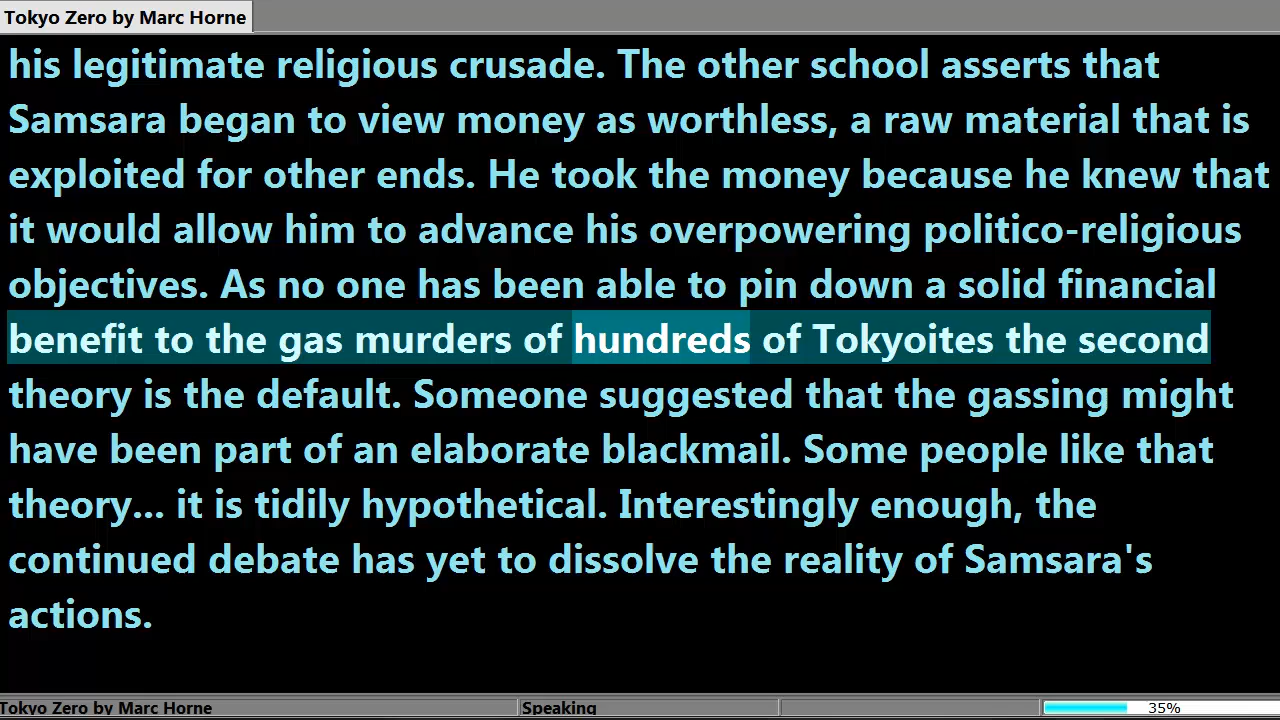 Tokyo Zero by Marc Horne
his legitimate religious crusade. The other school asserts that
Samsara began to view money as worthless, a raw material that is
exploited for other ends. He took the money because he knew that
it would allow him to advance his overpowering politico-religious
objectives. As no one has been able to pin down a solid financial
benefit to the gas murders of hundreds of Tokyoites the second
theory is the default. Someone suggested that the gassing might
have been part of an elaborate blackmail. Some people like that
theory... it is tidily hypothetical. Interestingly enough, the
continued debate has yet to dissolve the reality of Samsara's
actions.
Tokyo Zero by Marc Horne Speaking 35%